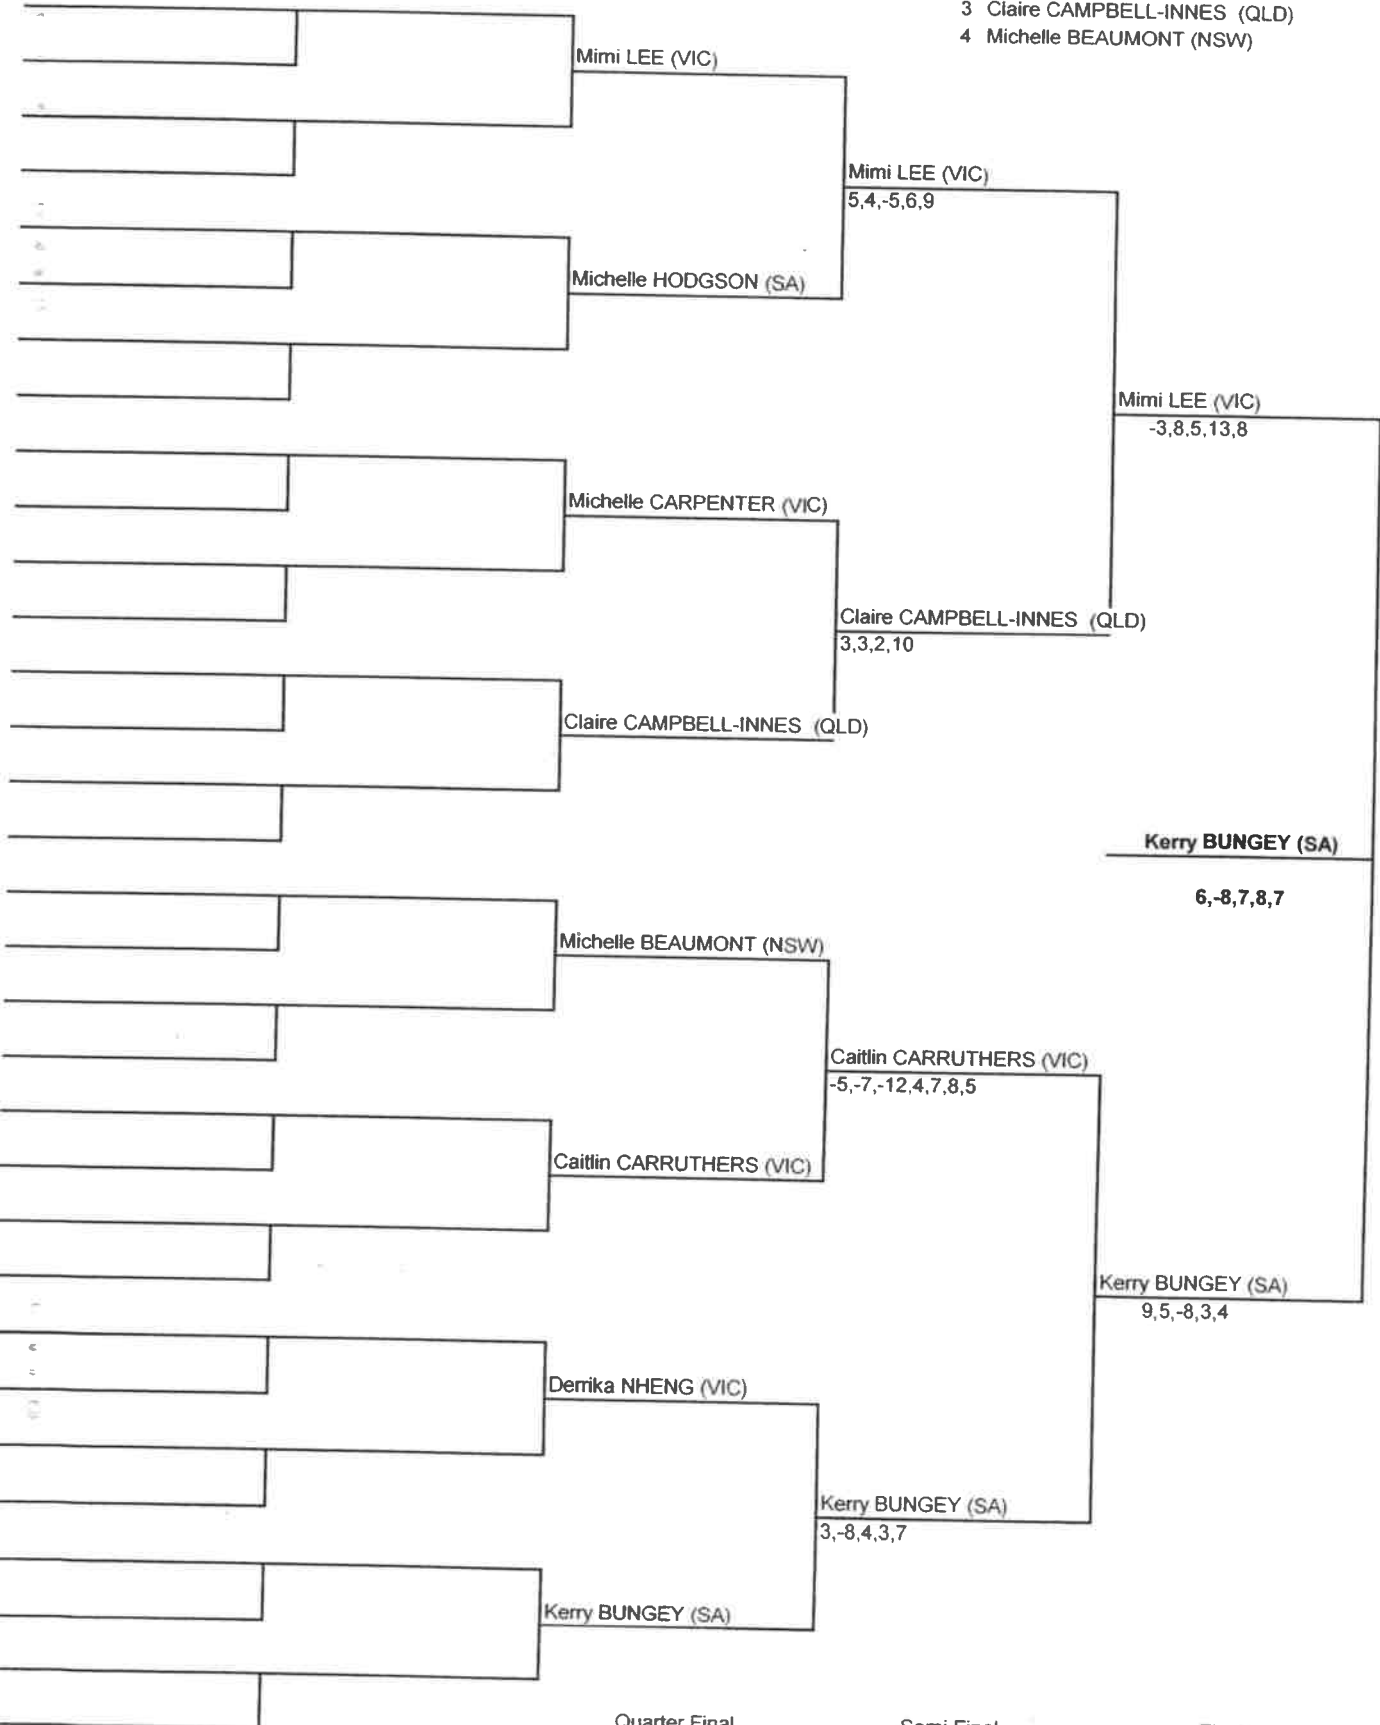 3 Claire CAMPBELL-INNES (QLD)
4 Michelle BEAUMONT (NSW)
Mimi LEE (VIC)
Mimi LEE (VIC)
5,4,-5,6,9
Michelle HODGSON (SA)
Mimi LEE (VIC)
-3,8,5,13,8
Michelle CARPENTER (VIC)
Claire CAMPBELL-INNES (QLD)
3,3,2,10
Claire CAMPBELL-INNES (QLD)
Kerry BUNGEY (SA)
6,-8,7,8,7
Michelle BEAUMONT (NSW)
Caitlin CARRUTHERS (VIC)
-5,-7,-12,4,7,8,5
Caitlin CARRUTHERS (VIC)
Kerry BUNGEY (SA)
9,5,-8,3,4
Derrika NHENG (VIC)
Kerry BUNGEY (SA)
3,-8,4,3,7
Kerry BUNGEY (SA)
Quarter Final
Semi Final